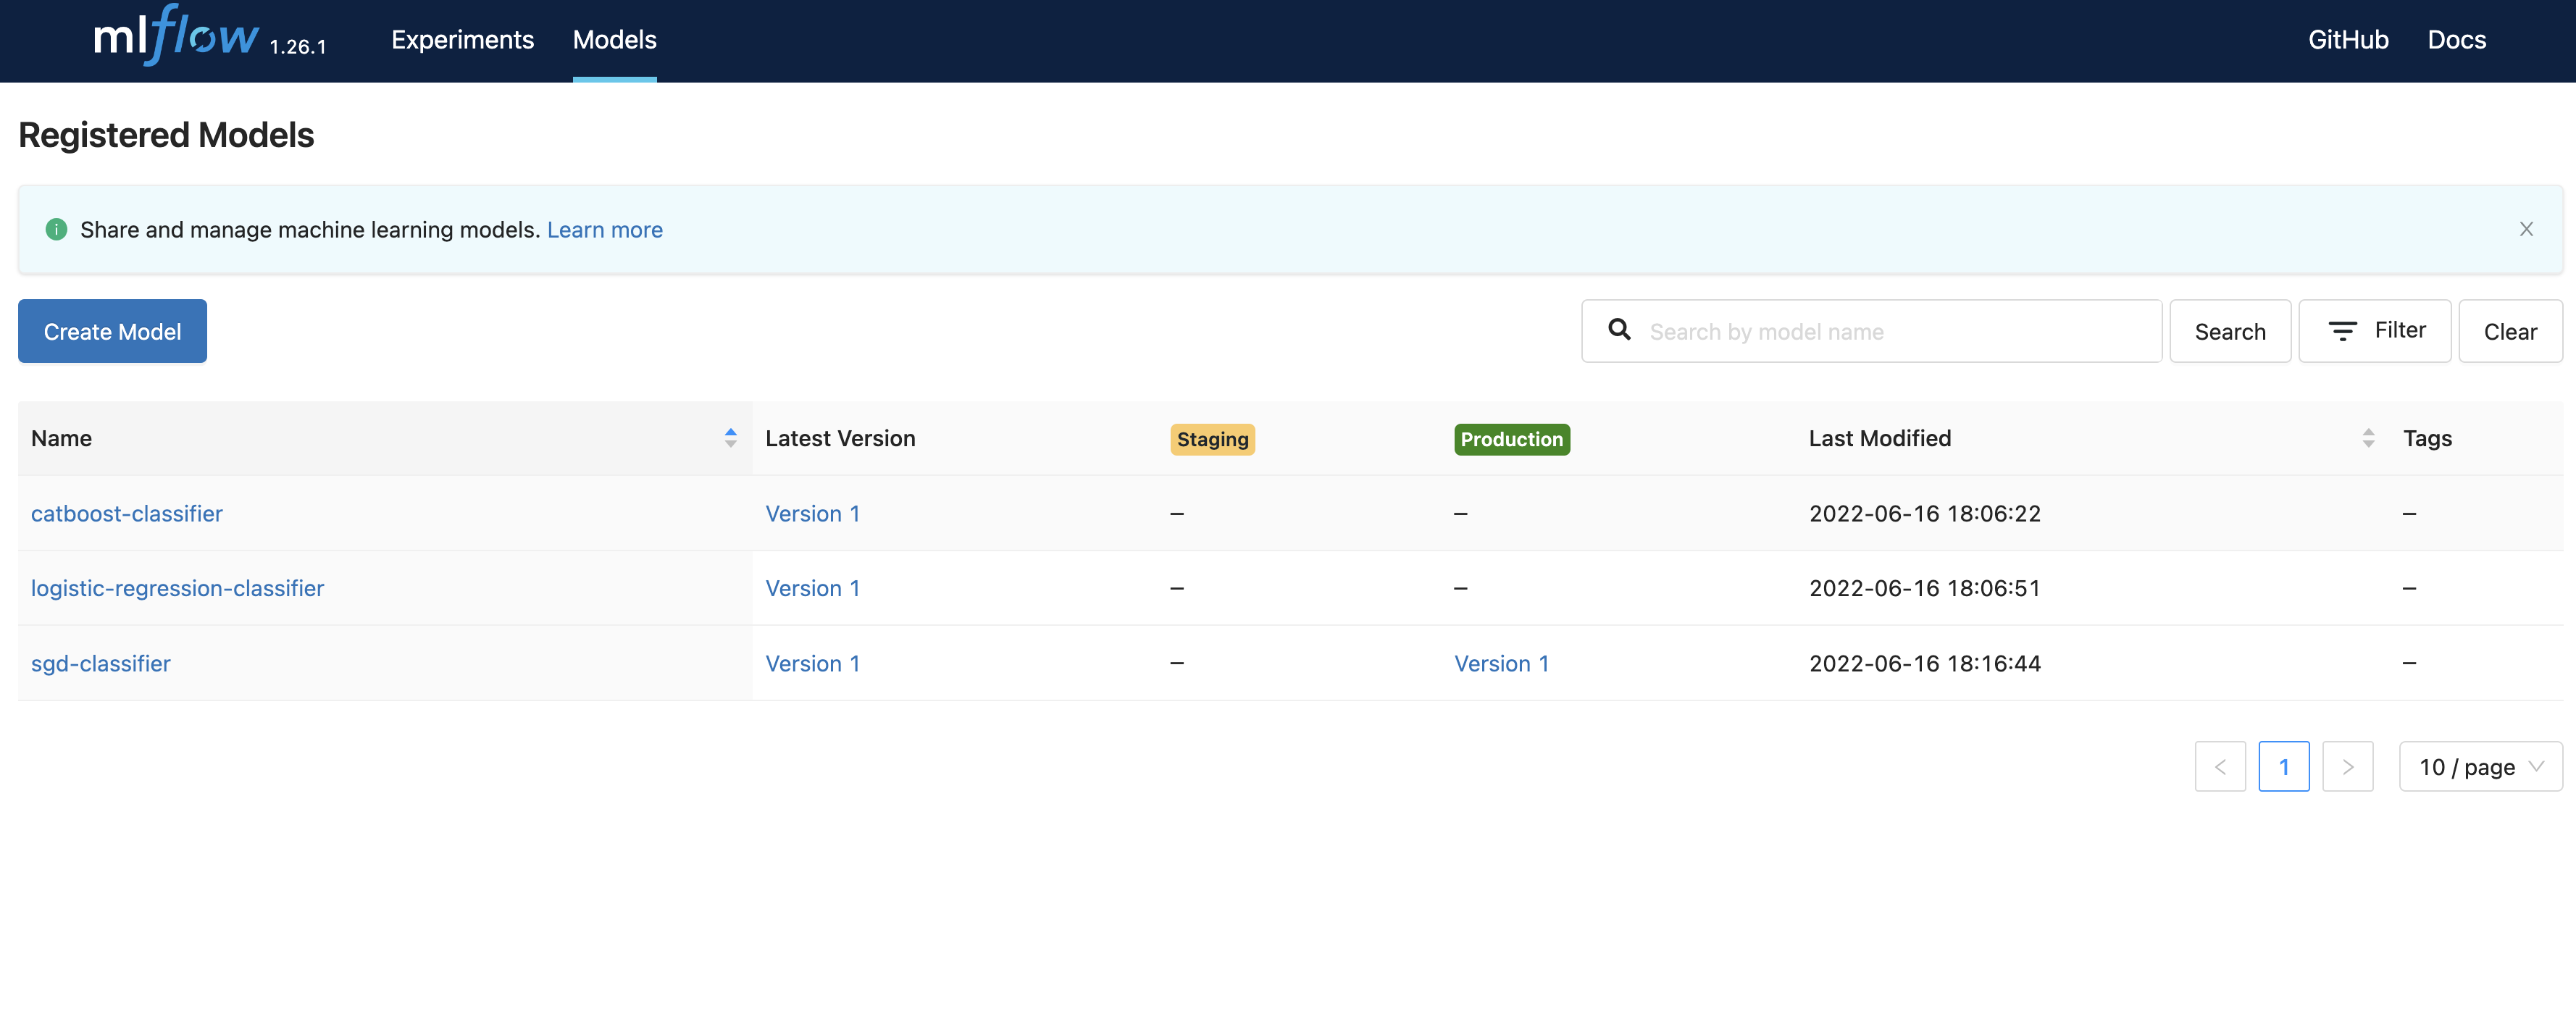 mlflow 1.26.1 Experiments Models GitHub Docs
Registered Models
Share and manage machine learning models. Learn more
Create Model Search by model name Search Filter Clear
Name Latest Version Staging Production Last Modified Tags
catboost-classifier Version 1 – – 2022-06-16 18:06:22 –
logistic-regression-classifier Version 1 – – 2022-06-16 18:06:51 –
sgd-classifier Version 1 – Version 1 2022-06-16 18:16:44 –
< 1 > 10 / page